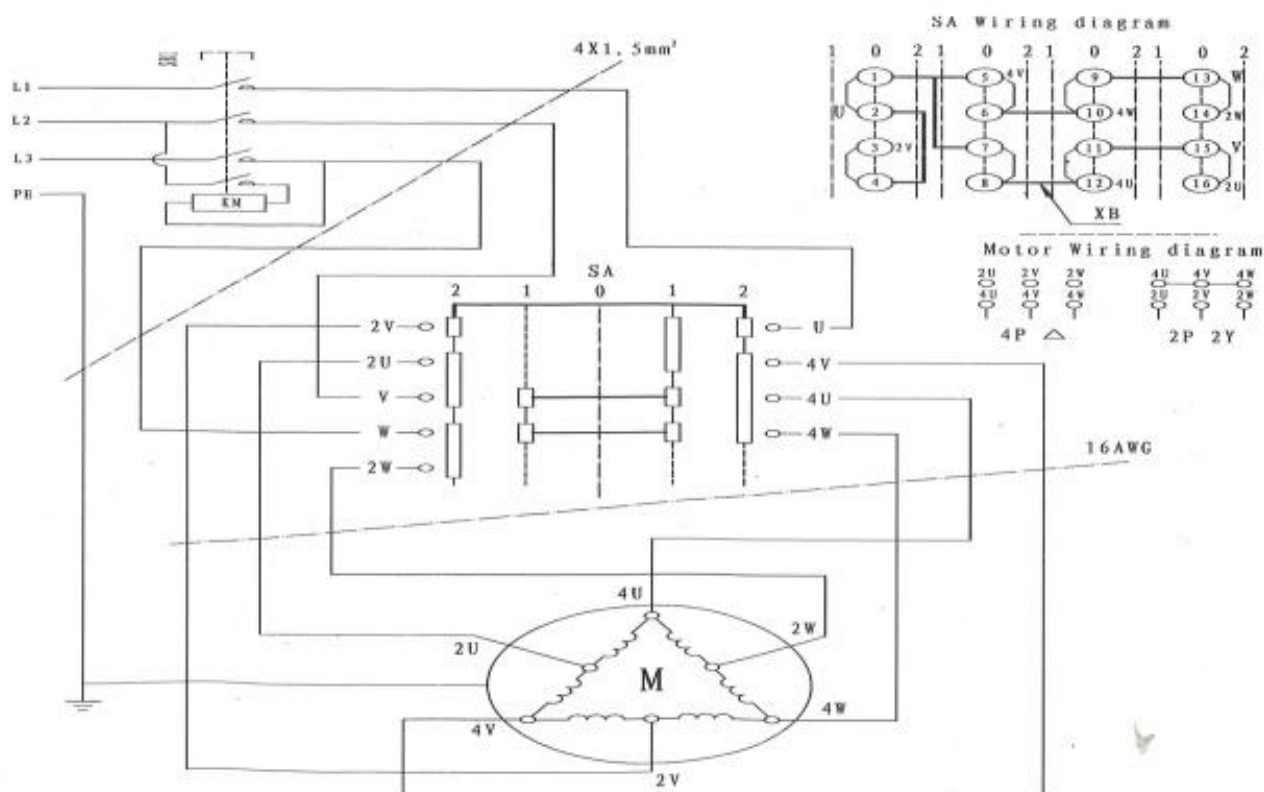 SA Wiring diagram
4X1, 5mm²
1 0 2 1 0 2 1 0 2 1 0 2
L1
1 5 4V 9 13 W
U 2 6 10 4W 14 2W
L2
3 2V 7 11 15 V
L3
4 8 12 4U 16 2U
PE
KM
XB
Motor Wiring diagram
SA
2U 2V 2W 4U 4V 4W
4U 4V 4W 2U 2V 2W
2 1 0 1 2
2V U
4P △ 2P 2Y
2U 4V
V 4U
W 4W
16AWG
2W
4U
2W
2U
M
4V
4W
2V